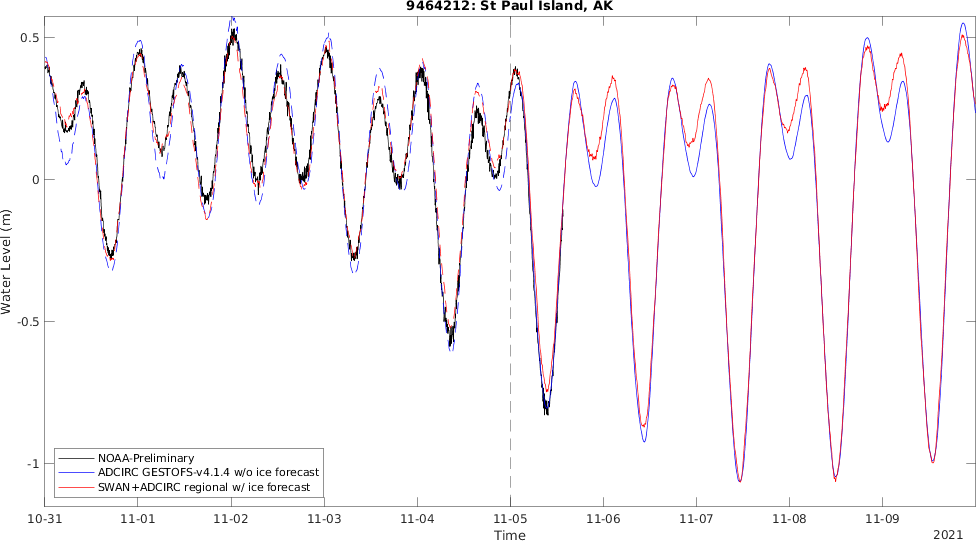 9464212: St Paul Island, AK
0.5
0
-0.5
-1
Water Level (m)
NOAA-Preliminary
ADCIRC GESTOFS-v4.1.4 w/o ice forecast
SWAN+ADCIRC regional w/ ice forecast
10-31 11-01 11-02 11-03 11-04 11-05 11-06 11-07 11-08 11-09
Time
2021